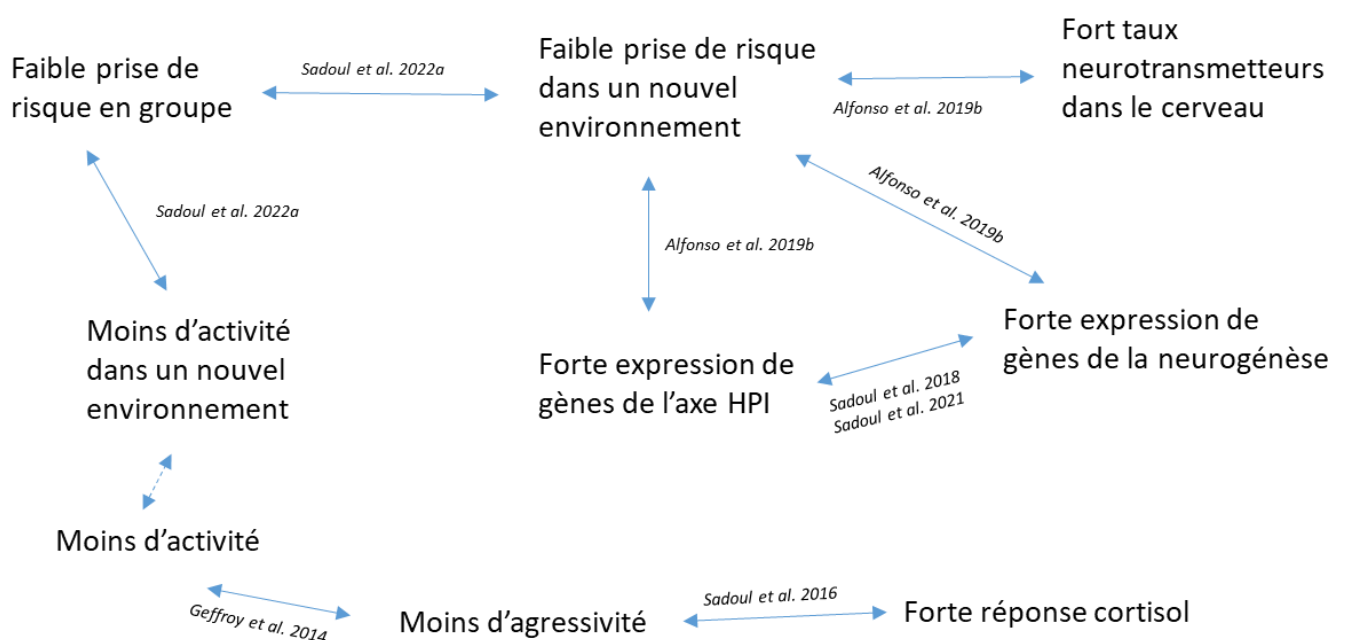 Faible prise de
risque en groupe
Sadoul et al. 2022a
Faible prise de risque
dans un nouvel
environnement
Alfonso et al. 2019b
Fort taux
neurotransmetteurs
dans le cerveau
Sadoul et al. 2022a
Alfonso et al. 2019b
Alfonso et al. 2019b
Moins d’activité
dans un nouvel
environnement
Forte expression de
gènes de l’axe HPI
Sadoul et al. 2018
Sadoul et al. 2021
Forte expression de
gènes de la neurogénèse
Moins d’activité
Geffroy et al. 2014
Moins d’agressivité
Sadoul et al. 2016
Forte réponse cortisol